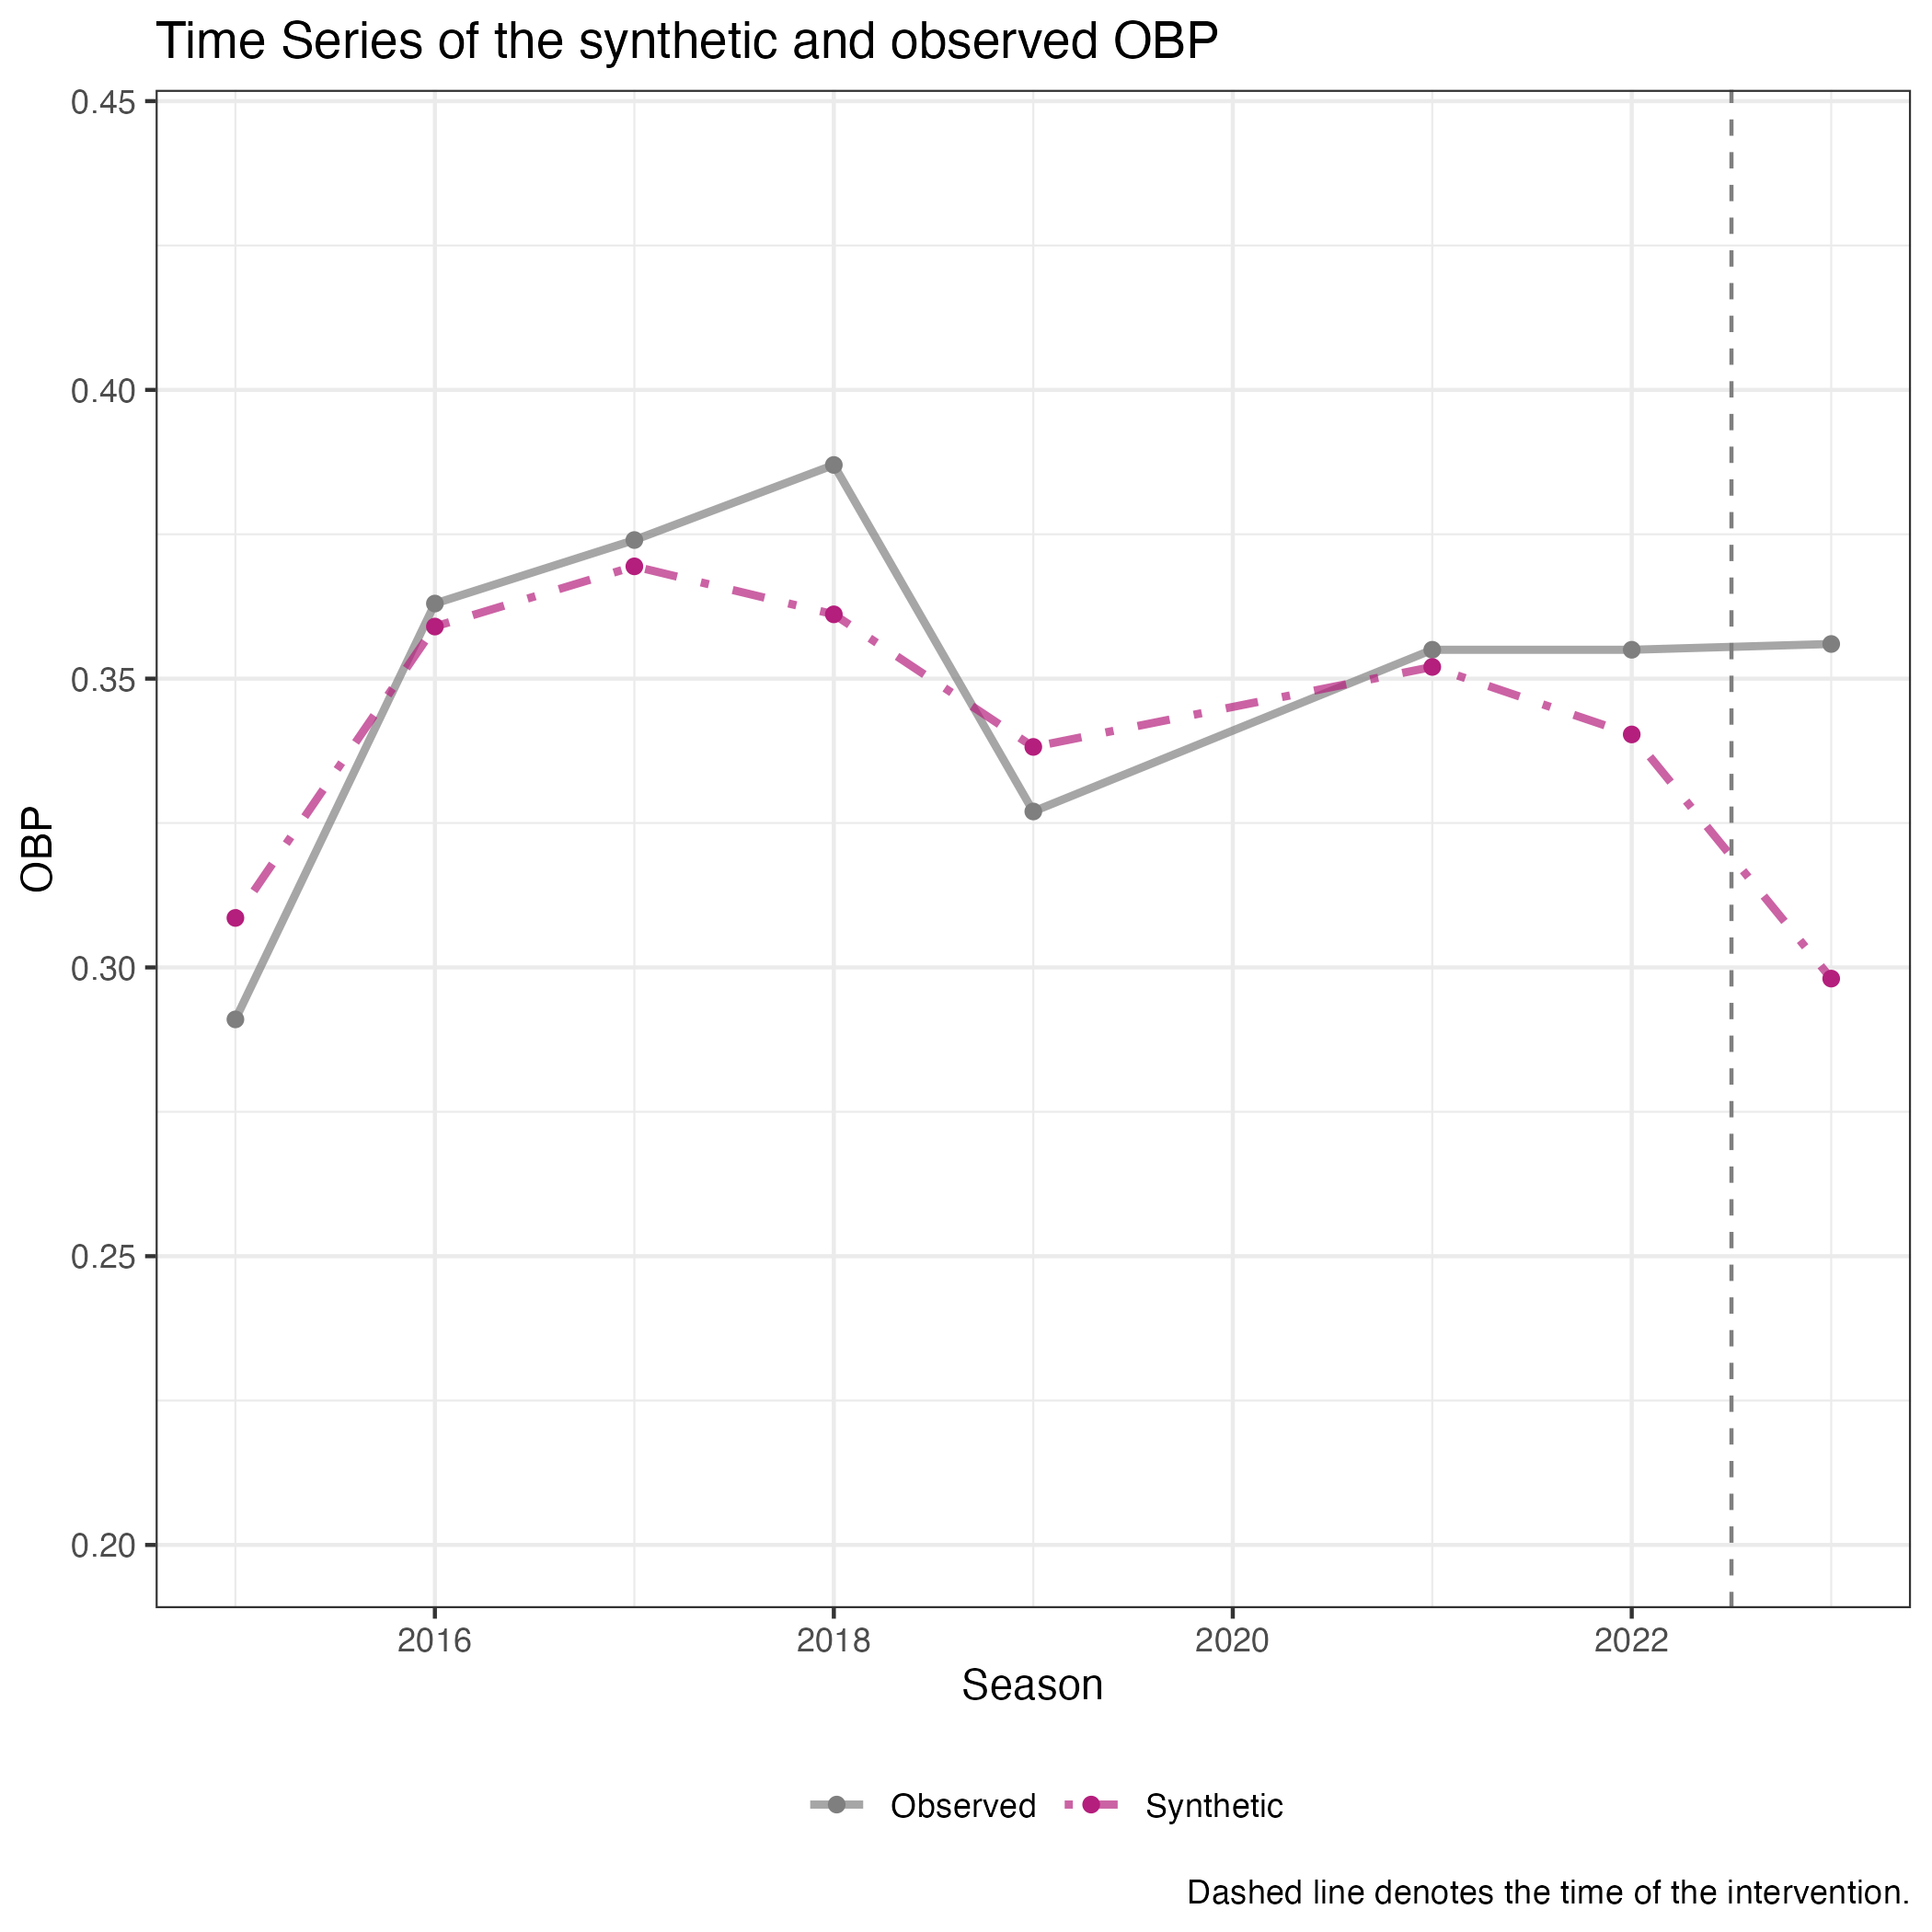 Time Series of the synthetic and observed OBP
0.45
0.40
0.35
0.30
0.25
0.20
OBP
2016 2018 2020 2022
Season
Observed Synthetic
Dashed line denotes the time of the intervention.